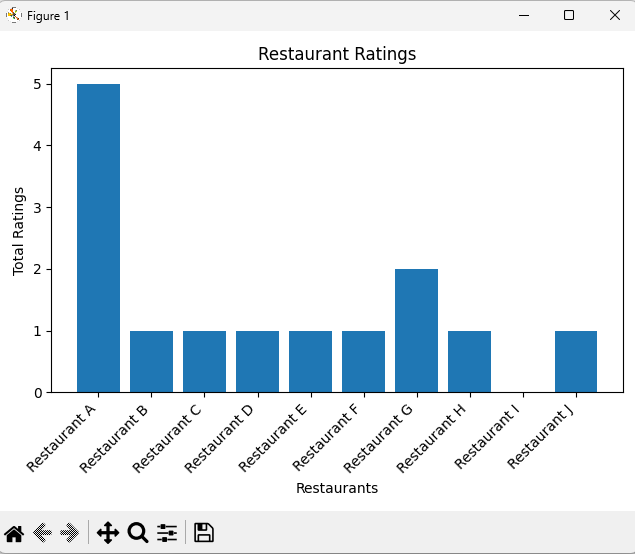 Figure 1
Restaurant Ratings
Total Ratings
5
4
3
2
1
0
Restaurant A
Restaurant B
Restaurant C
Restaurant D
Restaurant E
Restaurant F
Restaurant G
Restaurant H
Restaurant I
Restaurant J
Restaurants